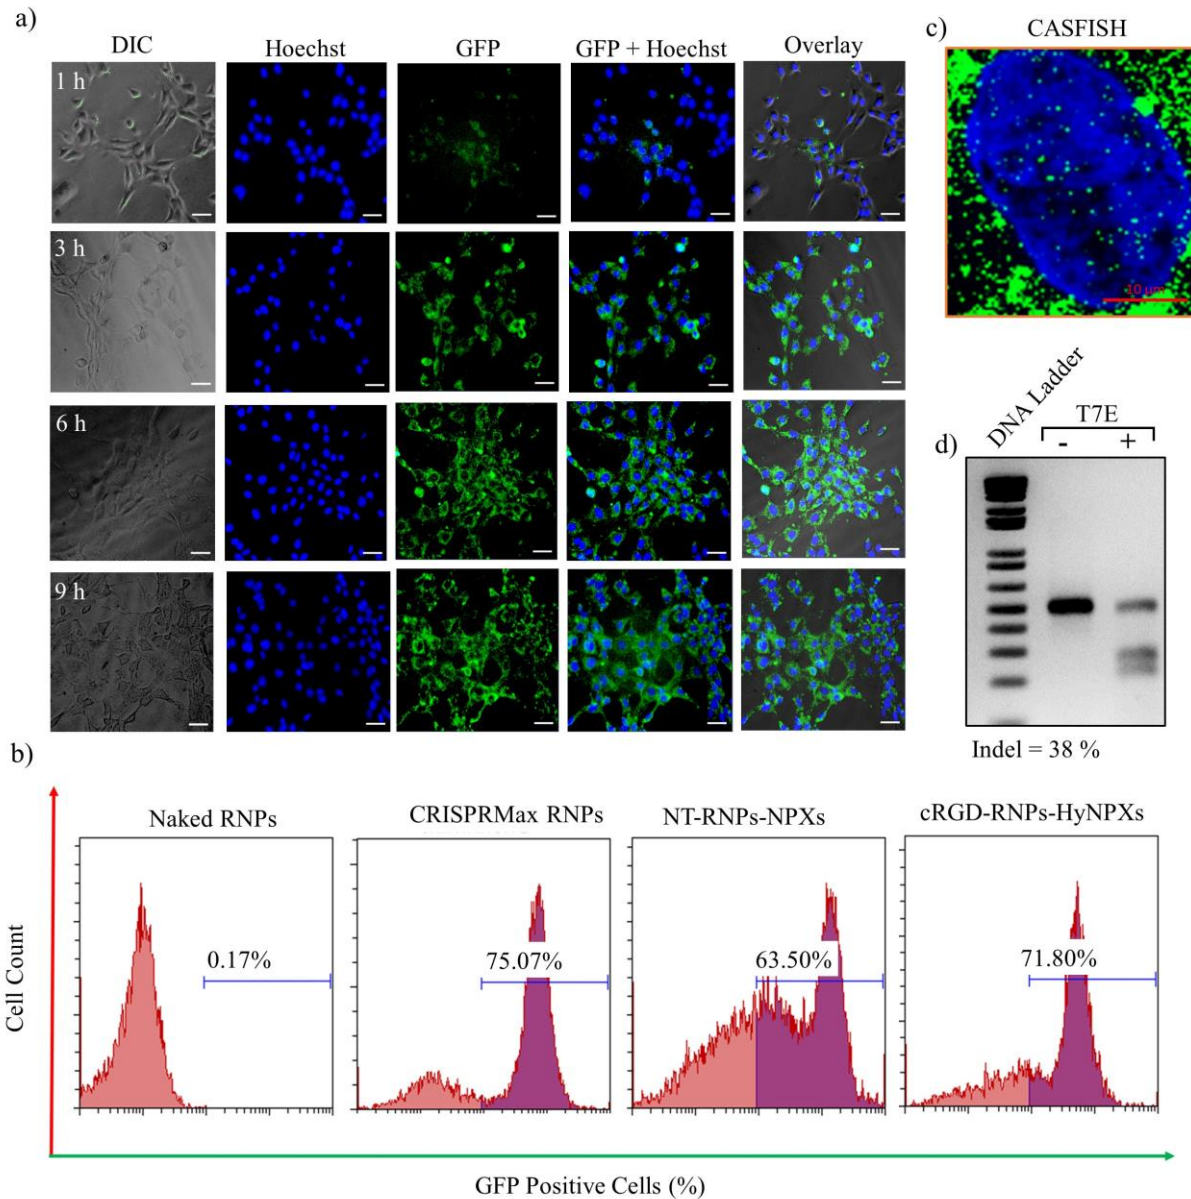 a)
DIC Hoechst GFP GFP + Hoechst Overlay
1 h
3 h
6 h
9 h
c)
CASFISH
10 µm
d)
DNA Ladder
T7E
- +
Indel = 38 %
b)
Naked RNPs CRISPRMax RNPs NT-RNPs-NPXs cRGD-RNPs-HyNPXs
0.17% 75.07% 63.50% 71.80%
Cell Count
GFP Positive Cells (%)